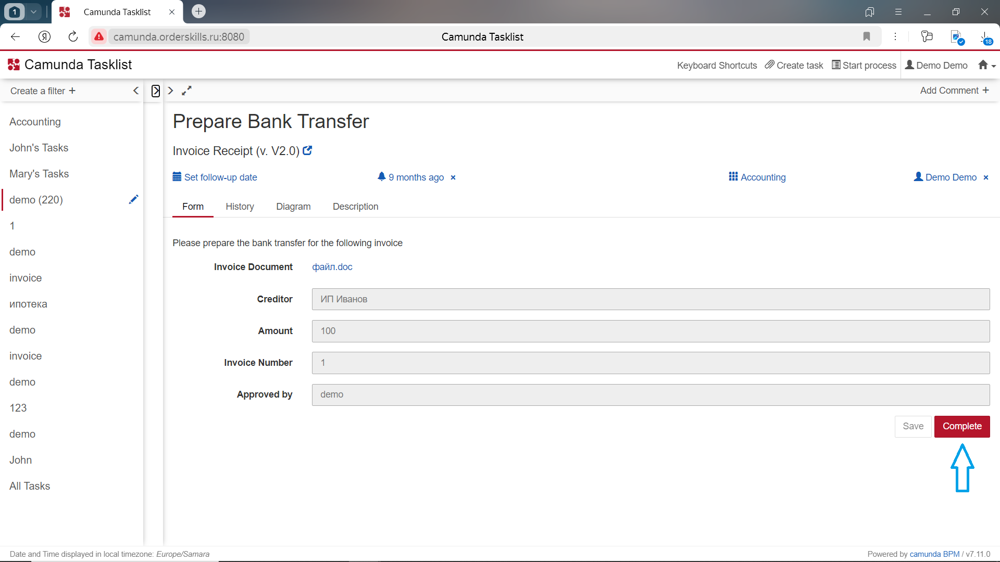 1
Camunda Tasklist
Я
camunda.orderskills.ru:8080
Camunda Tasklist
18
Camunda Tasklist
Keyboard Shortcuts Create task Start process Demo Demo
Create a filter +
Add Comment +
Accounting
John's Tasks
Mary's Tasks
demo (220)
1
demo
invoice
ипотека
demo
invoice
demo
123
demo
John
All Tasks
Prepare Bank Transfer
Invoice Receipt (v. V2.0)
Set follow-up date 9 months ago × Accounting Demo Demo ×
Form History Diagram Description
Please prepare the bank transfer for the following invoice
Invoice Document файл.doc
Creditor ИП Иванов
Amount 100
Invoice Number 1
Approved by demo
Save Complete
Date and Time displayed in local timezone: Europe/Samara
Powered by camunda BPM / v7.11.0